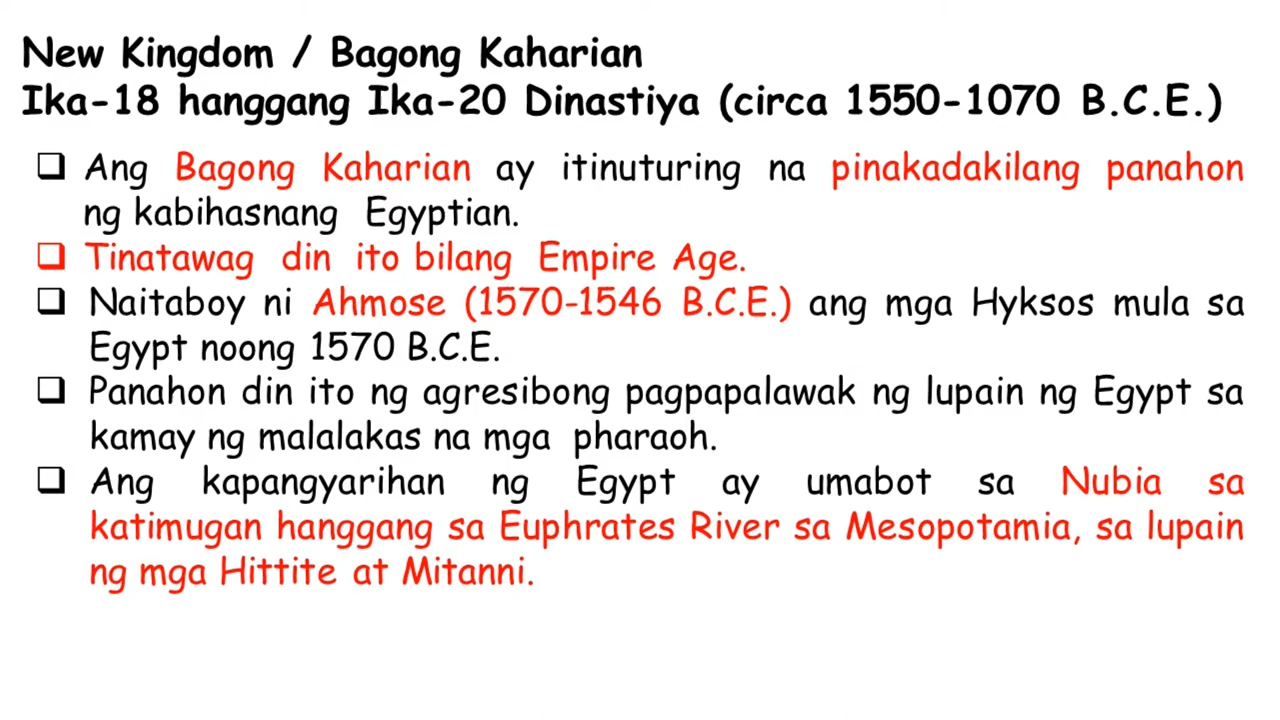 New Kingdom / Bagong Kaharian
Ika-18 hanggang Ika-20 Dinastiya (circa 1550-1070 B.C.E.)
Ang Bagong Kaharian ay itinuturing na pinakadakilang panahon
ng kabihasnang Egyptian.
Tinatawag din ito bilang Empire Age.
Naitaboy ni Ahmose (1570-1546 B.C.E.) ang mga Hyksos mula sa
Egypt noong 1570 B.C.E.
Panahon din ito ng agresibong pagpapalawak ng lupain ng Egypt sa
kamay ng malalakas na mga pharaoh.
Ang kapangyarihan ng Egypt ay umabot sa Nubia sa
katimugan hanggang sa Euphrates River sa Mesopotamia, sa lupain
ng mga Hittite at Mitanni.